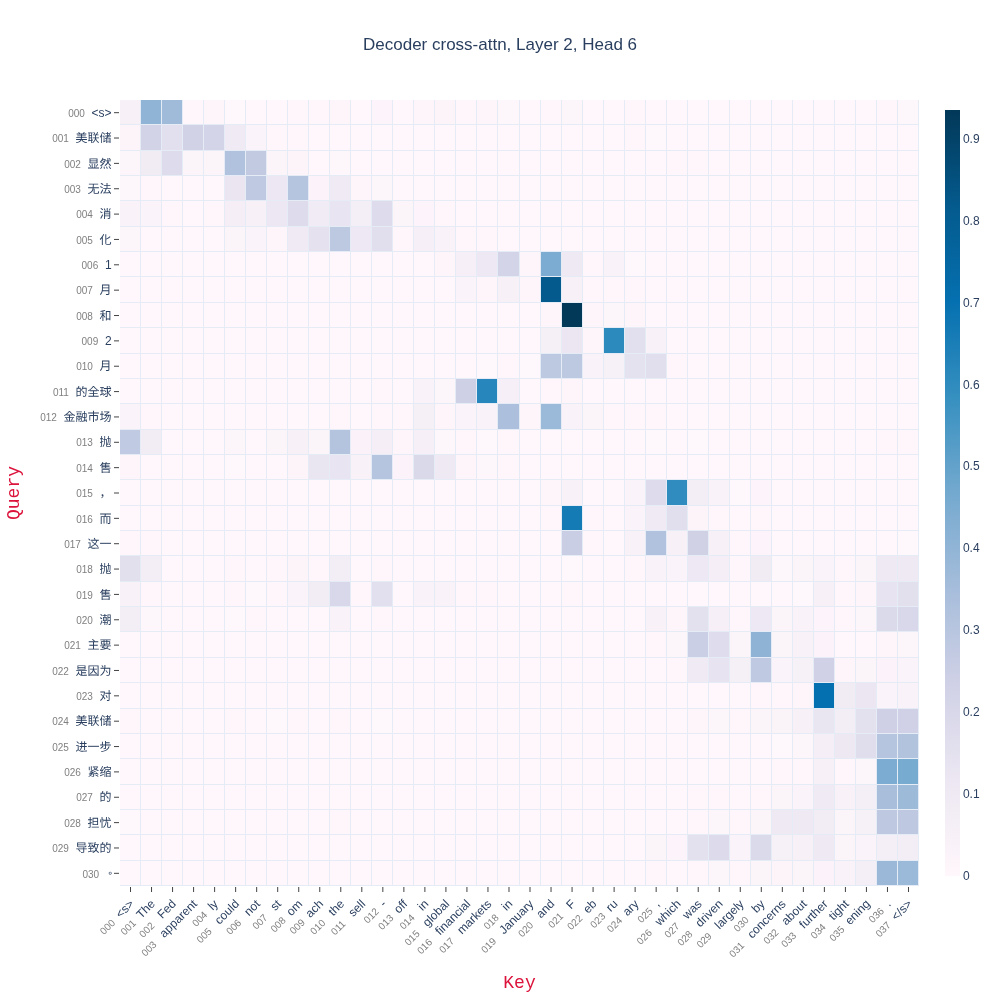 Decoder cross-attn, Layer 2, Head 6
000 <s>
001 美联储
002 显然
003 无法
004 消
005 化
006 1
007 月
008 和
009 2
010 月
011 的全球
012 金融市场
013 抛
014 售
015 ，
016 而
017 这一
018 抛
019 售
020 潮
021 主要
022 是因为
023 对
024 美联储
025 进一步
026 紧缩
027 的
028 担忧
029 导致的
030 。
Query
0.9
0.8
0.7
0.6
0.5
0.4
0.3
0.2
0.1
0
000 <s>
001 The
002 Fed
003 apparent
004 ly
005 could
006 not
007 st
008 om
009 ach
010 the
011 sell
012 -
013 off
014 in
015 global
016 financial
017 markets
018 in
019 January
020 and
021 F
022 eb
023 ru
024 ary
025 ,
026 which
027 was
028 driven
029 largely
030 by
031 concerns
032 about
033 further
034 tight
035 ening
036 .
037 </s>
Key